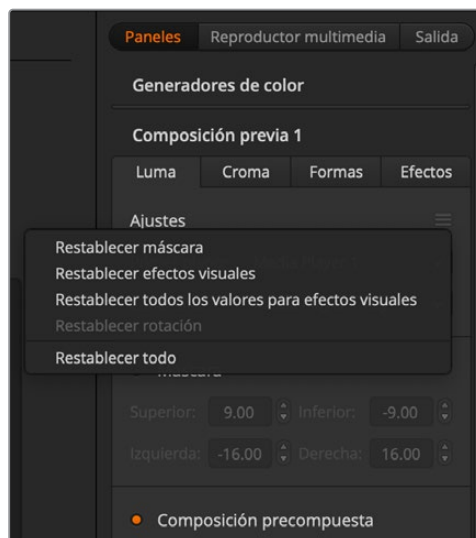 Paneles Reproductor multimedia Salida
Generadores de color
Composición previa 1
Luma Croma Formas Efectos
Ajustes
Restablecer máscara
Restablecer efectos visuales
Restablecer todos los valores para efectos visuales
Restablecer rotación
Restablecer todo
Máscara
Superior: 9.00 Inferior: -9.00
Izquierda: -16.00 Derecha: 16.00
Composición precompuesta